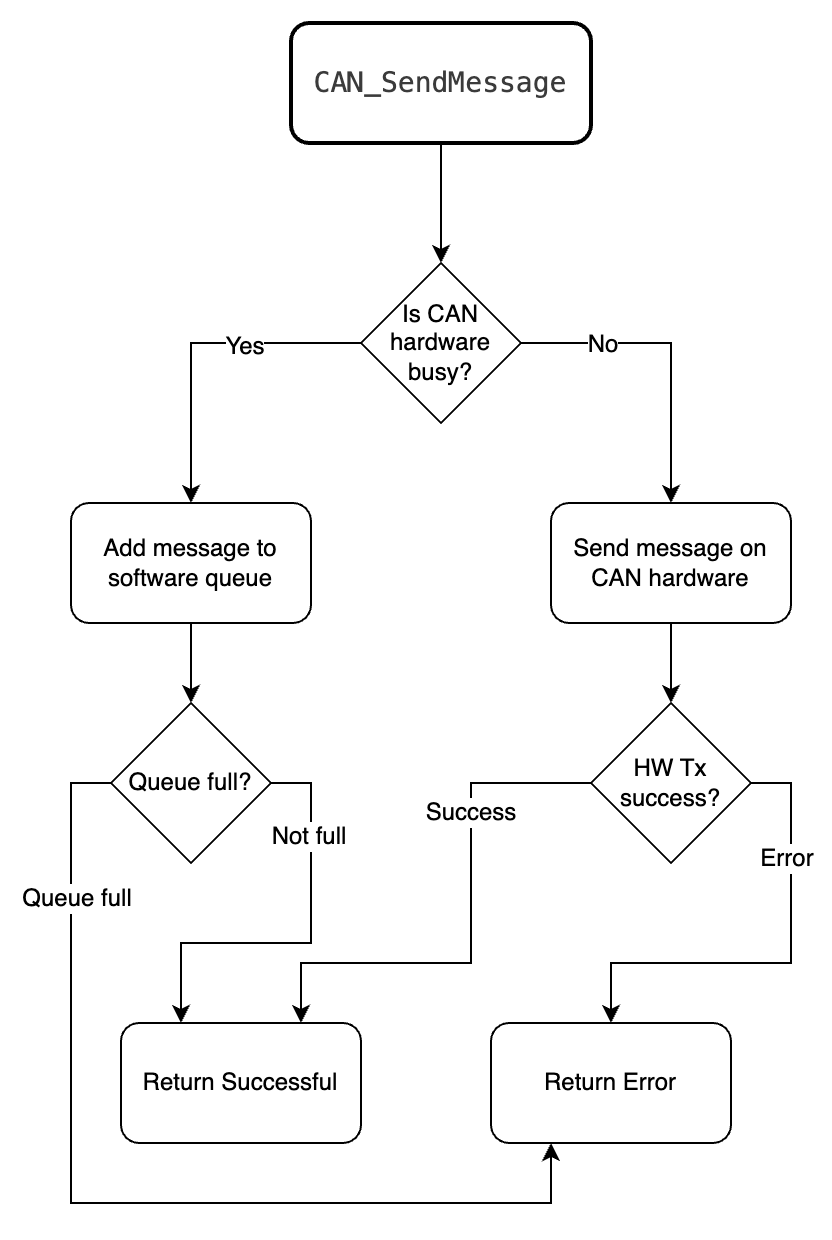 CAN_SendMessage
Is CAN
hardware
busy?
Yes
No
Add message to
software queue
Send message on
CAN hardware
Queue full?
HW Tx
success?
Success
Not full
Error
Queue full
Return Successful
Return Error